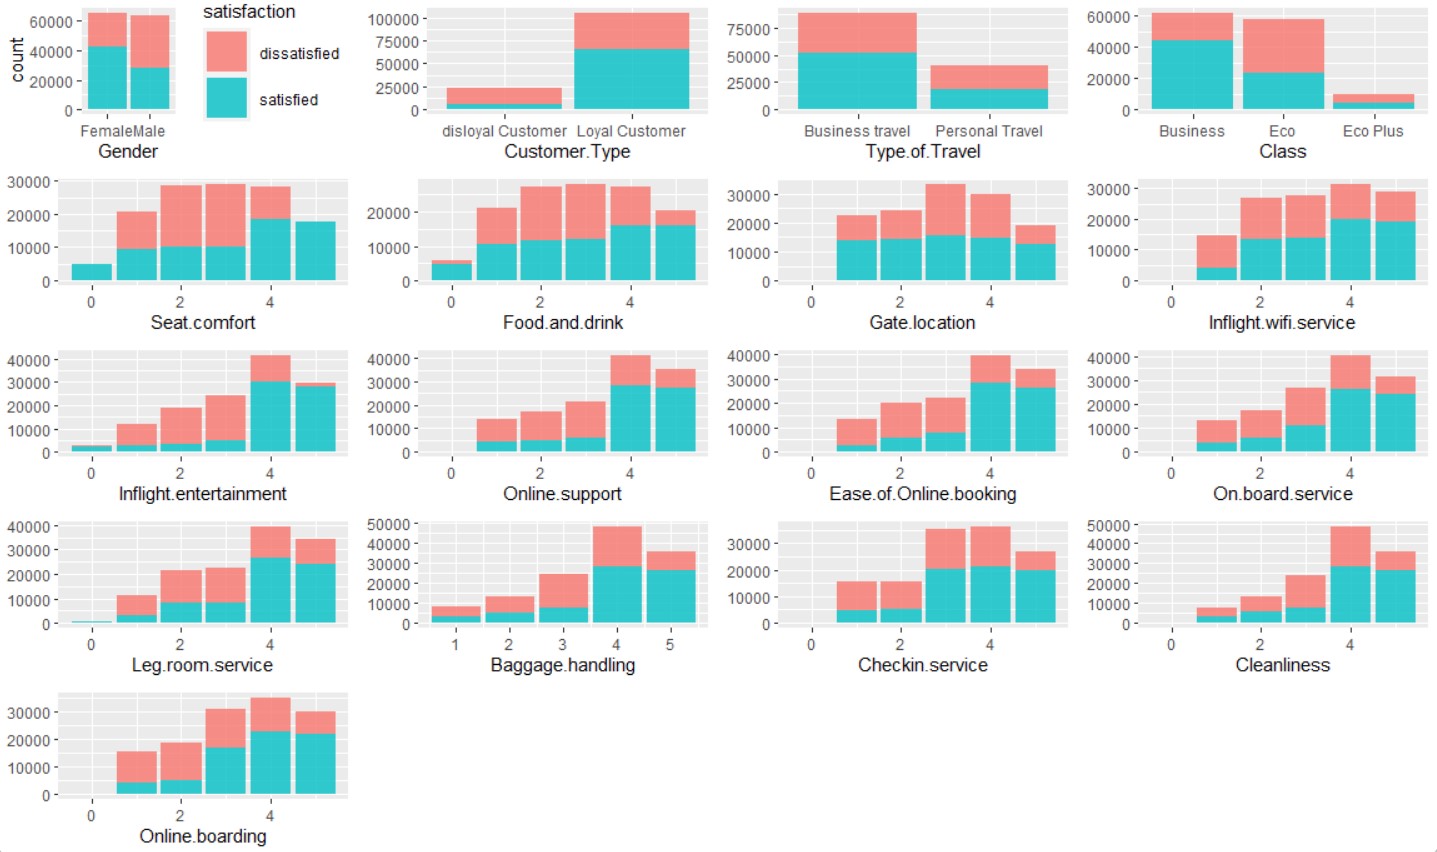 count
60000
40000
20000
0
FemaleMale
Gender
satisfaction
dissatisfied
satisfied
100000
75000
50000
25000
0
disloyal Customer Loyal Customer
Customer.Type
75000
50000
25000
0
Business travel Personal Travel
Type.of.Travel
60000
40000
20000
0
Business Eco Eco Plus
Class
30000
20000
10000
0
0 2 4
Seat.comfort
20000
10000
0
0 2 4
Food.and.drink
30000
20000
10000
0
0 2 4
Gate.location
30000
20000
10000
0
0 2 4
Inflight.wifi.service
40000
30000
20000
10000
0
0 2 4
Inflight.entertainment
40000
30000
20000
10000
0
0 2 4
Online.support
40000
30000
20000
10000
0
0 2 4
Ease.of.Online.booking
40000
30000
20000
10000
0
0 2 4
On.board.service
40000
30000
20000
10000
0
0 2 4
Leg.room.service
50000
40000
30000
20000
10000
0
1 2 3 4 5
Baggage.handling
30000
20000
10000
0
0 2 4
Checkin.service
50000
40000
30000
20000
10000
0
0 2 4
Cleanliness
30000
20000
10000
0
0 2 4
Online.boarding